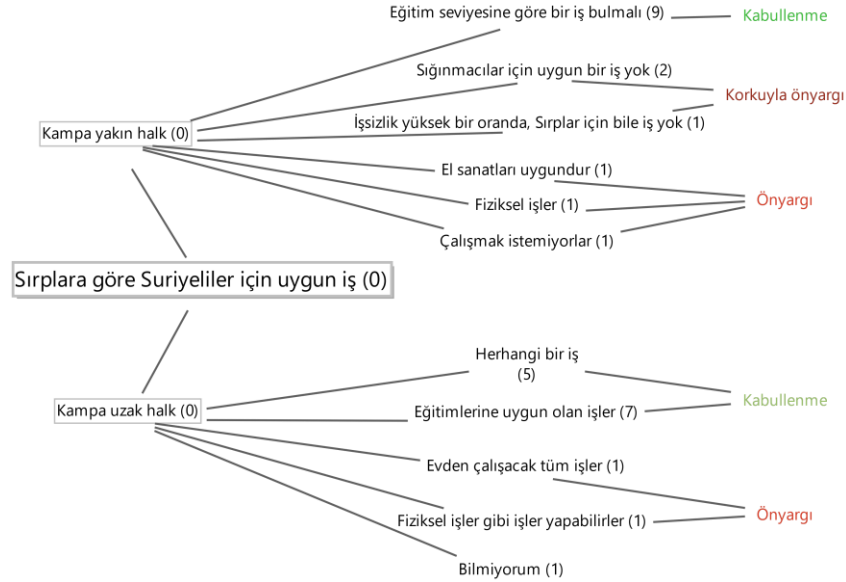 Eğitim seviyesine göre bir iş bulmalı (9)
Kabullenme
Sığınmacılar için uygun bir iş yok (2)
Korkuyla önyargı
İşsizlik yüksek bir oranda, Sırplar için bile iş yok (1)
Kampa yakın halk (0)
El sanatları uygundur (1)
Fiziksel işler (1)
Önyargı
Çalışmak istemiyorlar (1)
Sırplara göre Suriyeliler için uygun iş (0)
Herhangi bir iş
(5)
Kabullenme
Kampa uzak halk (0)
Eğitimlerine uygun olan işler (7)
Evden çalışacak tüm işler (1)
Fiziksel işler gibi işler yapabilirler (1)
Önyargı
Bilmiyorum (1)